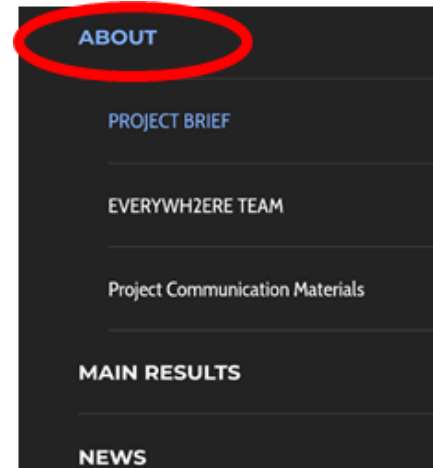 ABOUT
PROJECT BRIEF
EVERYWH2ERE TEAM
Project Communication Materials
MAIN RESULTS
NEWS